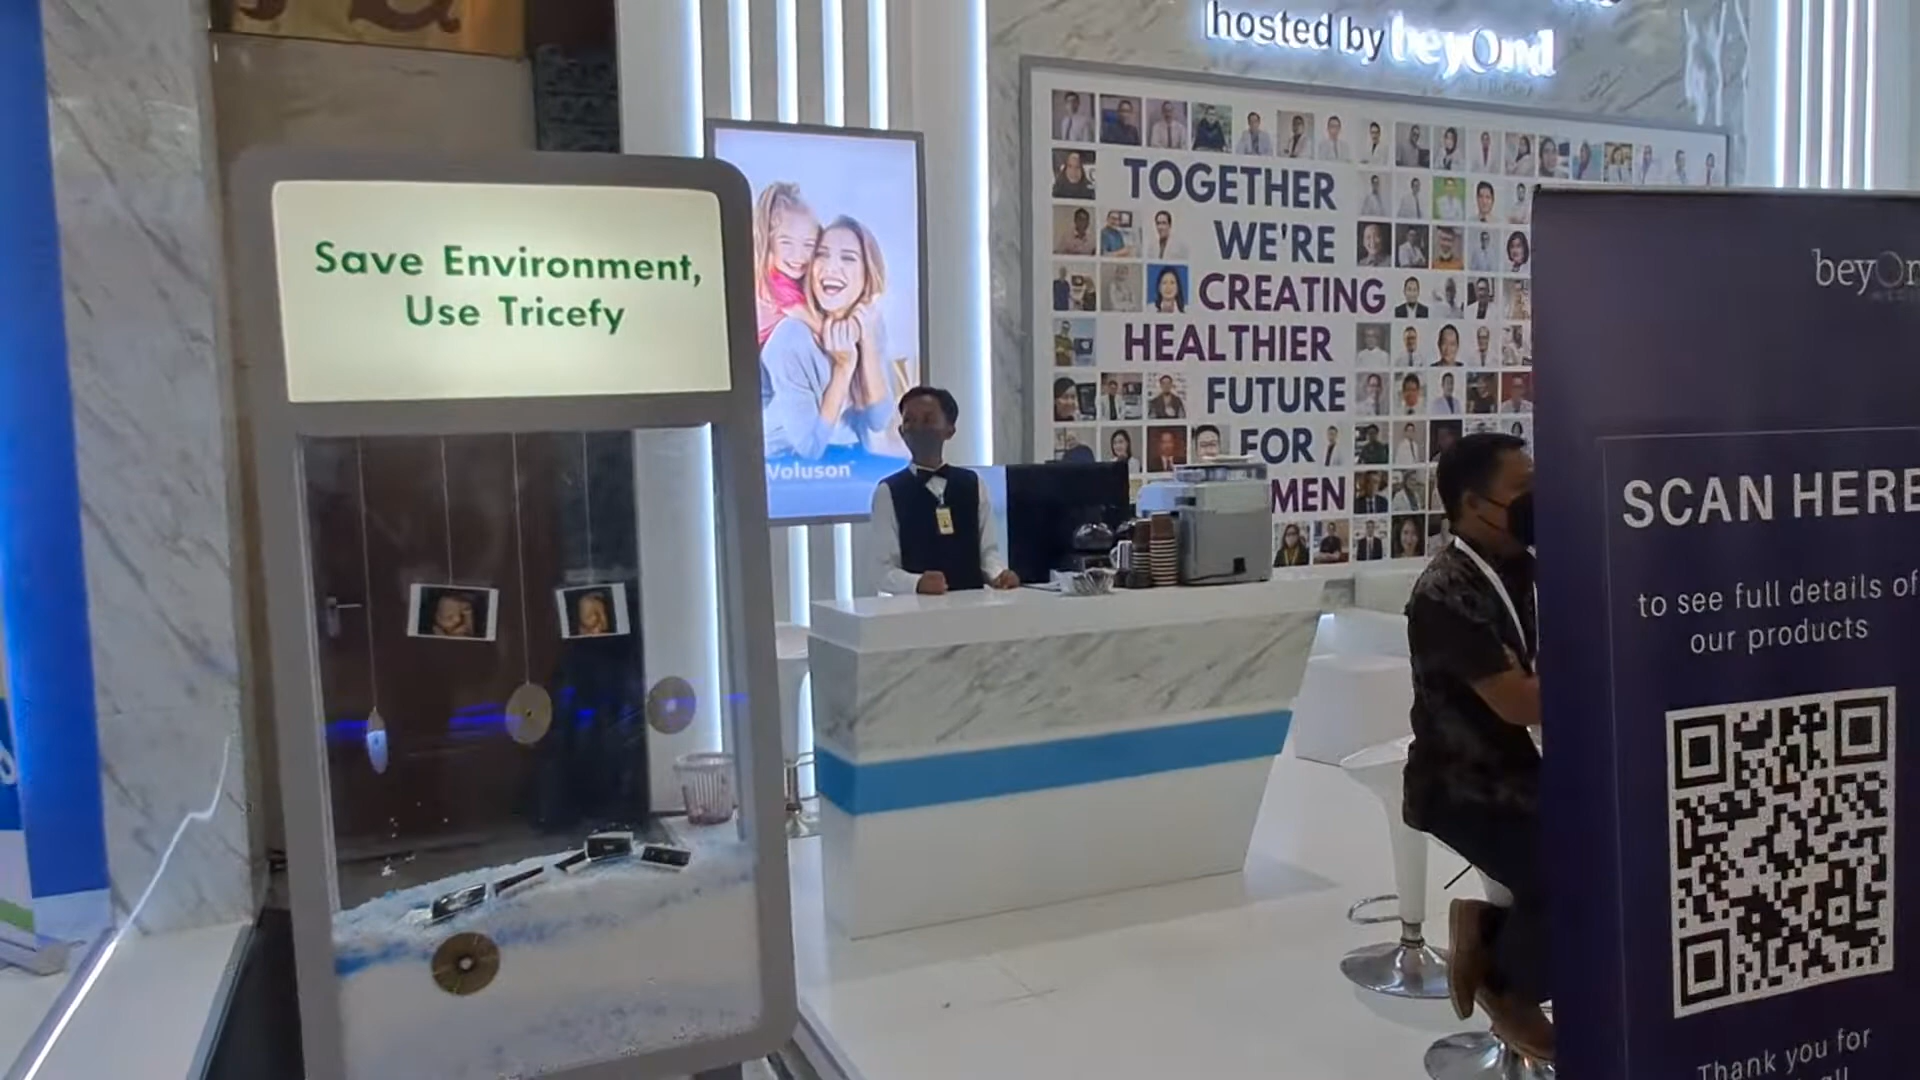 hosted by beyOnd
Save Environment,
Use Tricefy
Voluson
TOGETHER
WE'RE
CREATING
HEALTHIER
FUTURE
FOR
MEN
SCAN HERE
to see full details of
our products
Thank you for